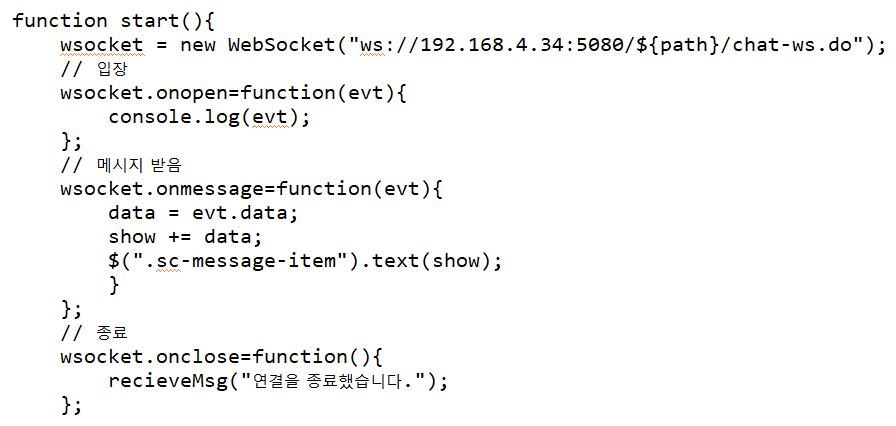 function start(){
    wsocket = new WebSocket("ws://192.168.4.34:5080/${path}/chat-ws.do");
    // 입장
    wsocket.onopen=function(evt){
        console.log(evt);
    };
    // 메시지 받음
    wsocket.onmessage=function(evt){
        data = evt.data;
        show += data;
        $(".sc-message-item").text(show);
        }
    };
    // 종료
    wsocket.onclose=function(){
        recieveMsg("연결을 종료했습니다.");
    };